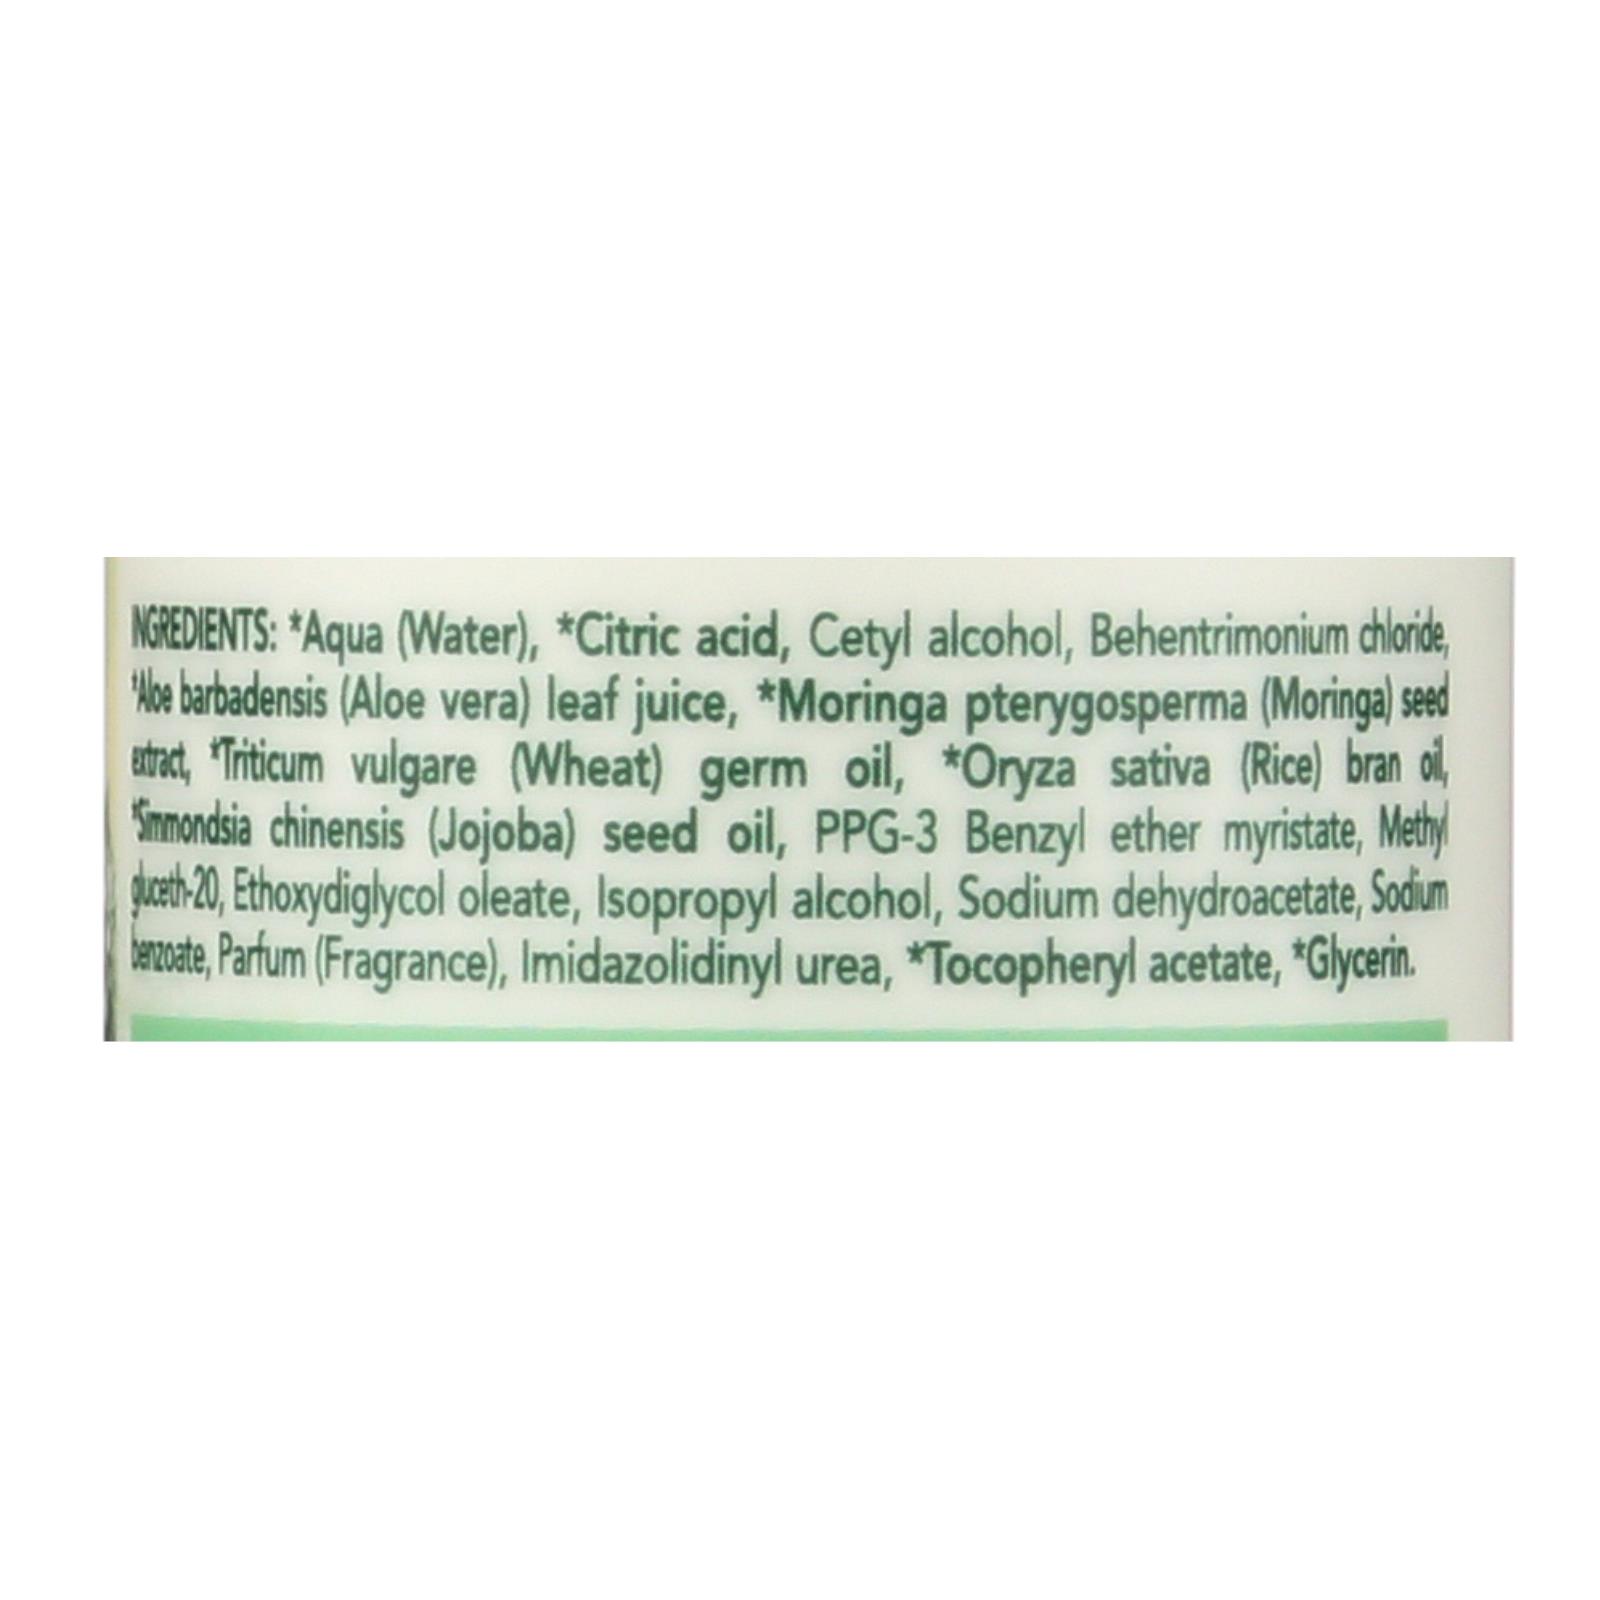 INGREDIENTS: *Aqua (Water), *Citric acid, Cetyl alcohol, Behentrimonium chloride,
*Aloe barbadensis (Aloe vera) leaf juice, *Moringa pterygosperma (Moringa) seed
extract, *Triticum vulgare (Wheat) germ oil, *Oryza sativa (Rice) bran oil,
*Simmondsia chinensis (Jojoba) seed oil, PPG-3 Benzyl ether myristate, Methyl
gluceth-20, Ethoxydiglycol oleate, Isopropyl alcohol, Sodium dehydroacetate, Sodium
benzoate, Parfum (Fragrance), Imidazolidinyl urea, *Tocopheryl acetate, *Glycerin.